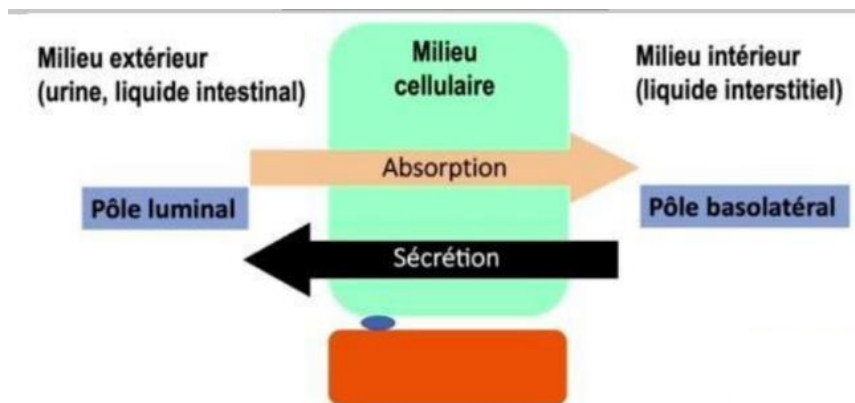 Milieu extérieur
(urine, liquide intestinal)
Milieu
cellulaire
Milieu intérieur
(liquide interstitiel)
Absorption
Pôle luminal
Pôle basolatéral
Sécrétion